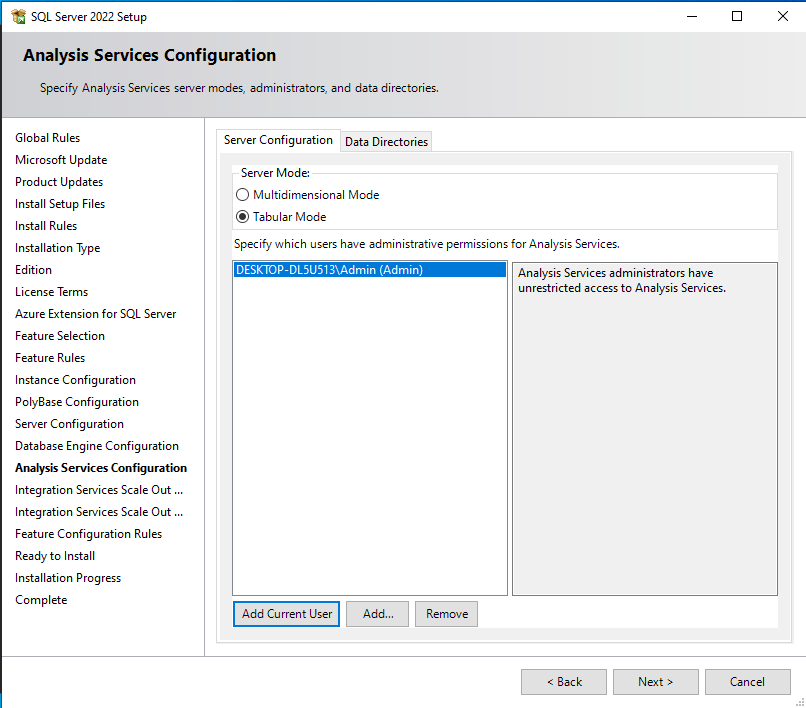 SQL Server 2022 Setup
Analysis Services Configuration
Specify Analysis Services server modes, administrators, and data directories.
Global Rules
Microsoft Update
Product Updates
Install Setup Files
Install Rules
Installation Type
Edition
License Terms
Azure Extension for SQL Server
Feature Selection
Feature Rules
Instance Configuration
PolyBase Configuration
Server Configuration
Database Engine Configuration
Analysis Services Configuration
Integration Services Scale Out ...
Integration Services Scale Out ...
Feature Configuration Rules
Ready to Install
Installation Progress
Complete
Server Configuration
Data Directories
Server Mode:
Multidimensional Mode
Tabular Mode
Specify which users have administrative permissions for Analysis Services.
DESKTOP-DL5U513\Admin (Admin)
Analysis Services administrators have
unrestricted access to Analysis Services.
Add Current User
Add...
Remove
< Back
Next >
Cancel